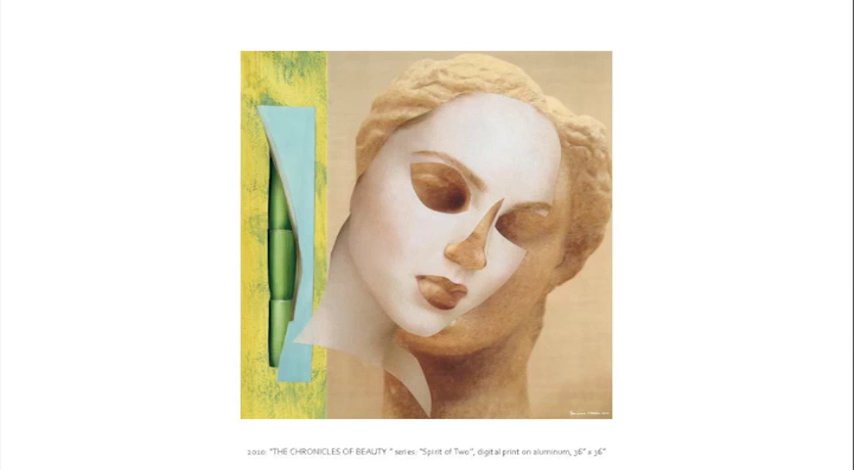 2010: "THE CHRONICLES OF BEAUTY " series: "Spirit of Two", digital print on aluminum, 36" x 36"